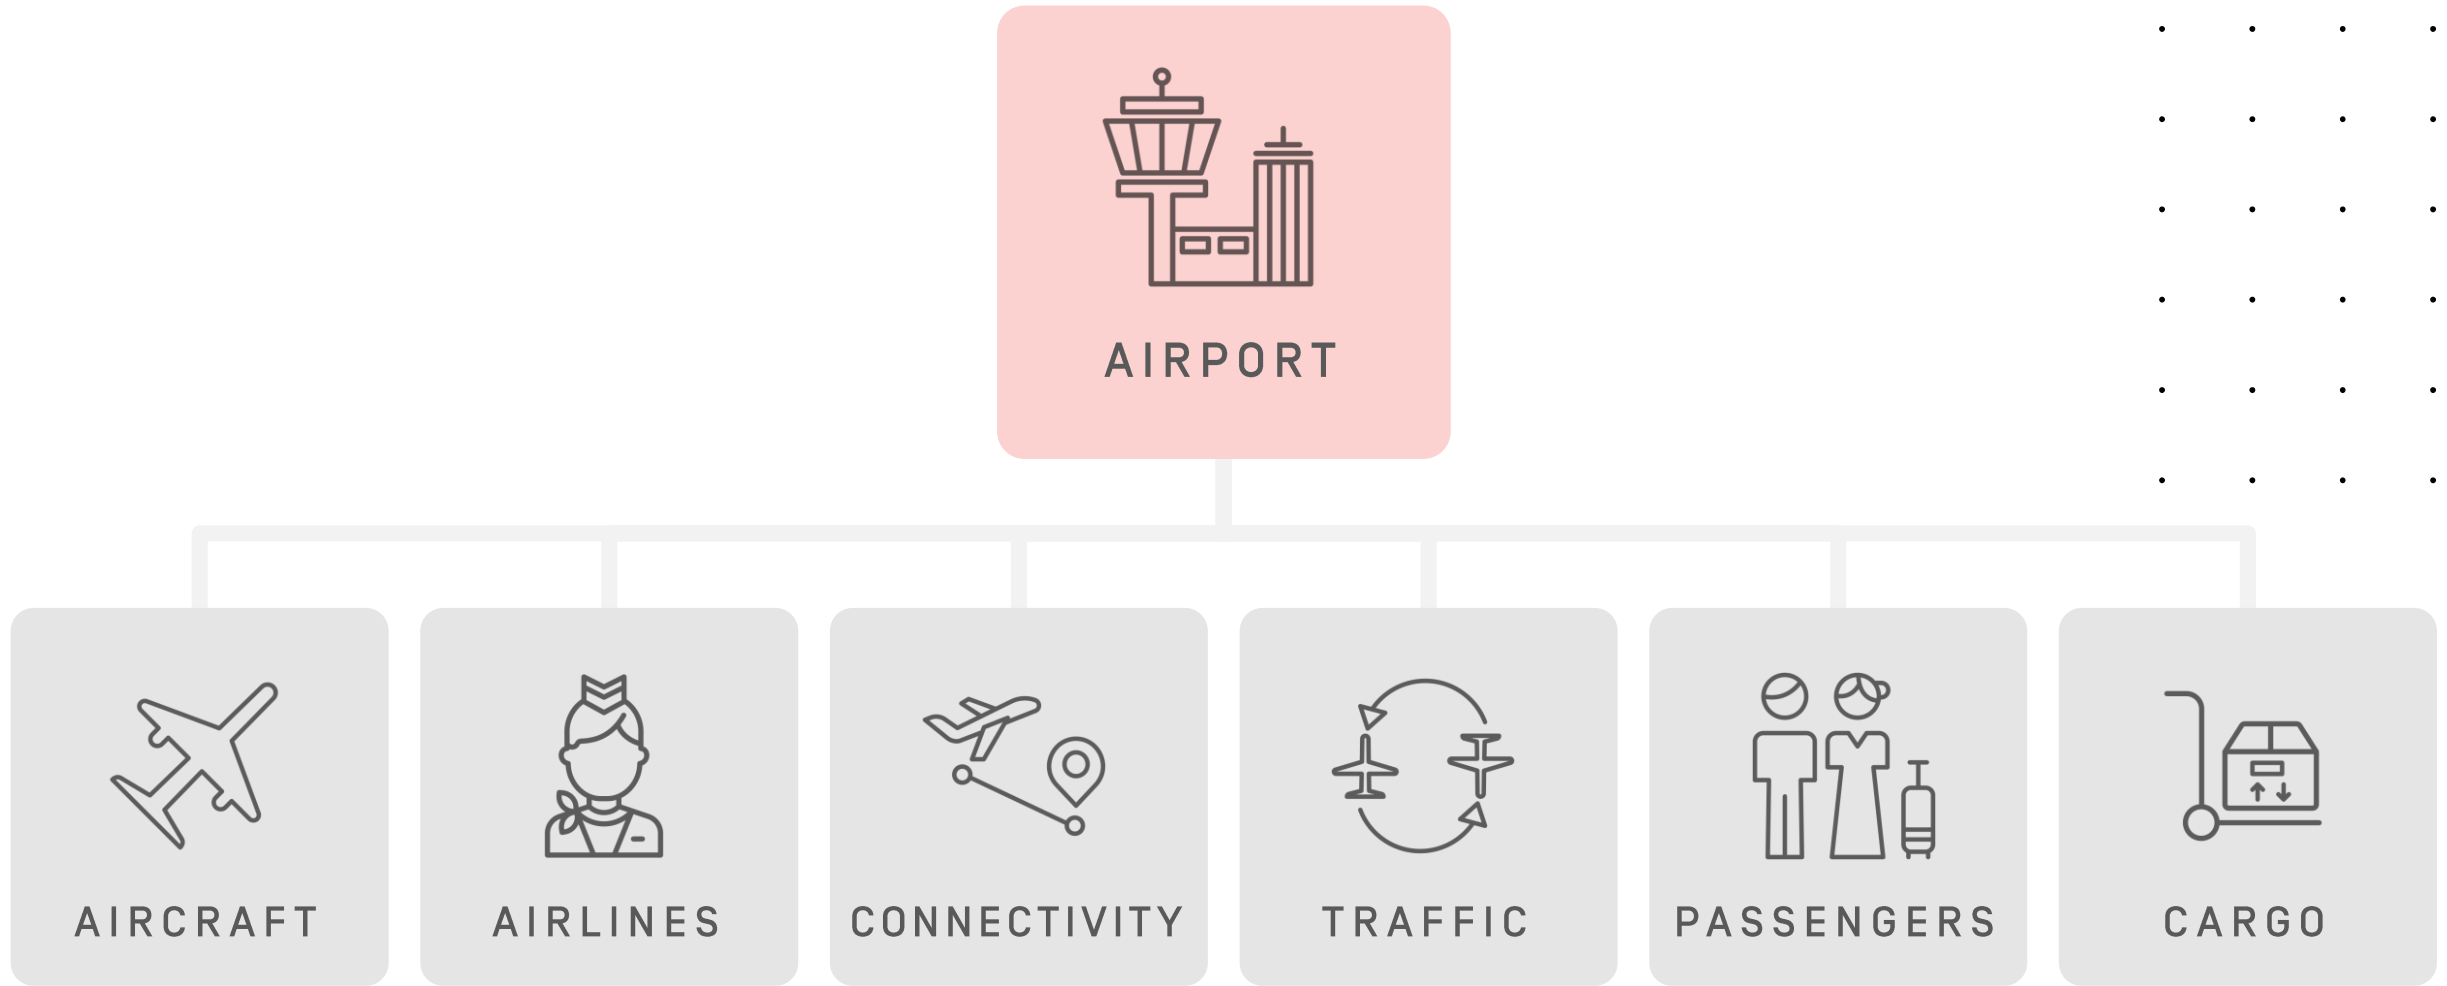 AIRPORT
AIRCRAFT
AIRLINES
CONNECTIVITY
TRAFFIC
PASSENGERS
CARGO